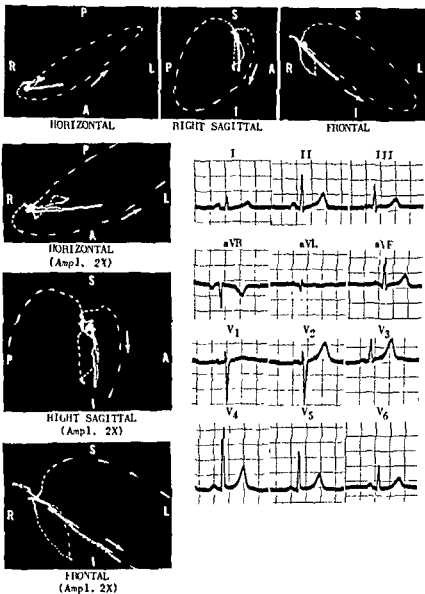 P
R
L
A
HORIZONTAL
S
P
A
I
RIGHT SAGITTAL
S
R
L
I
FRONTAL
P
R
L
A
HORIZONTAL
(Ampl. 2X)
S
P
A
I
RIGHT SAGITTAL
(Ampl. 2X)
S
R
L
I
FRONTAL
(Ampl. 2X)
I II III
aVR aVL aVF
V1 V2 V3
V4 V5 V6